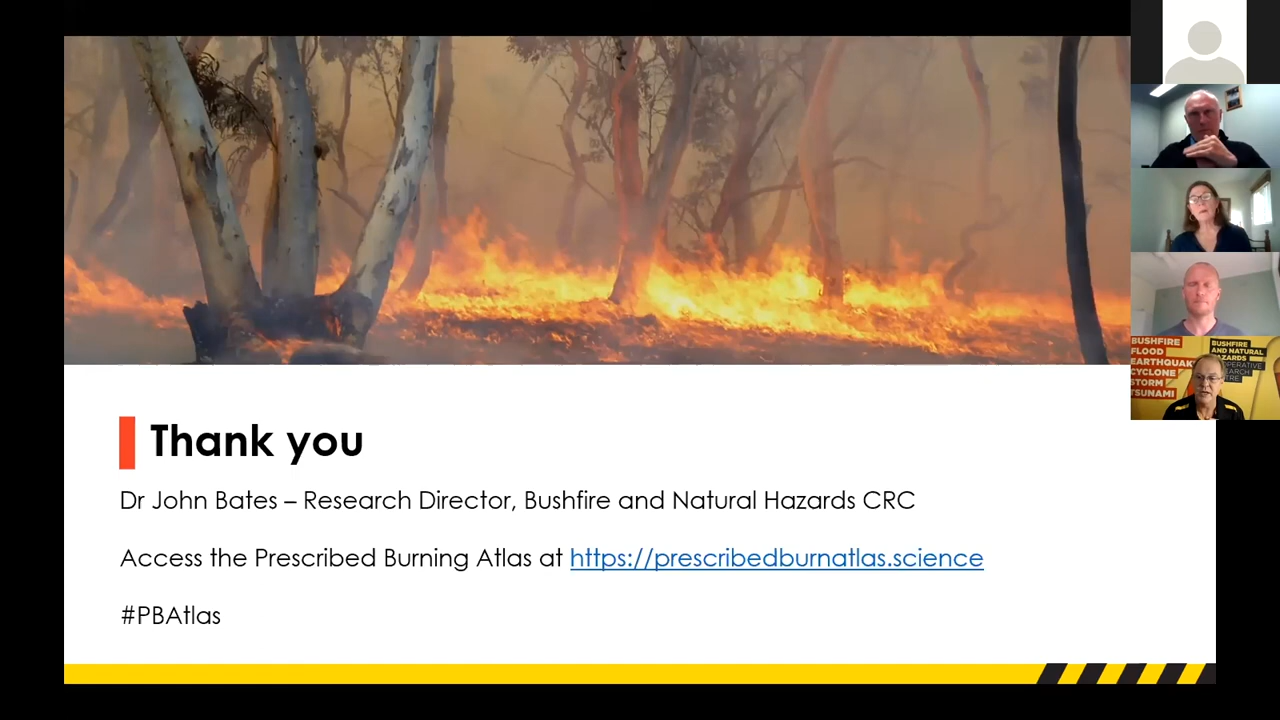 Thank you
Dr John Bates – Research Director, Bushfire and Natural Hazards CRC
Access the Prescribed Burning Atlas at https://prescribedburnatlas.science
#PBAtlas
BUSHFIRE
FLOOD
EARTHQUAK
CYCLONE
STORM
TSUNAMI
BUSHFIRE
AND NATURAL
HAZARDS